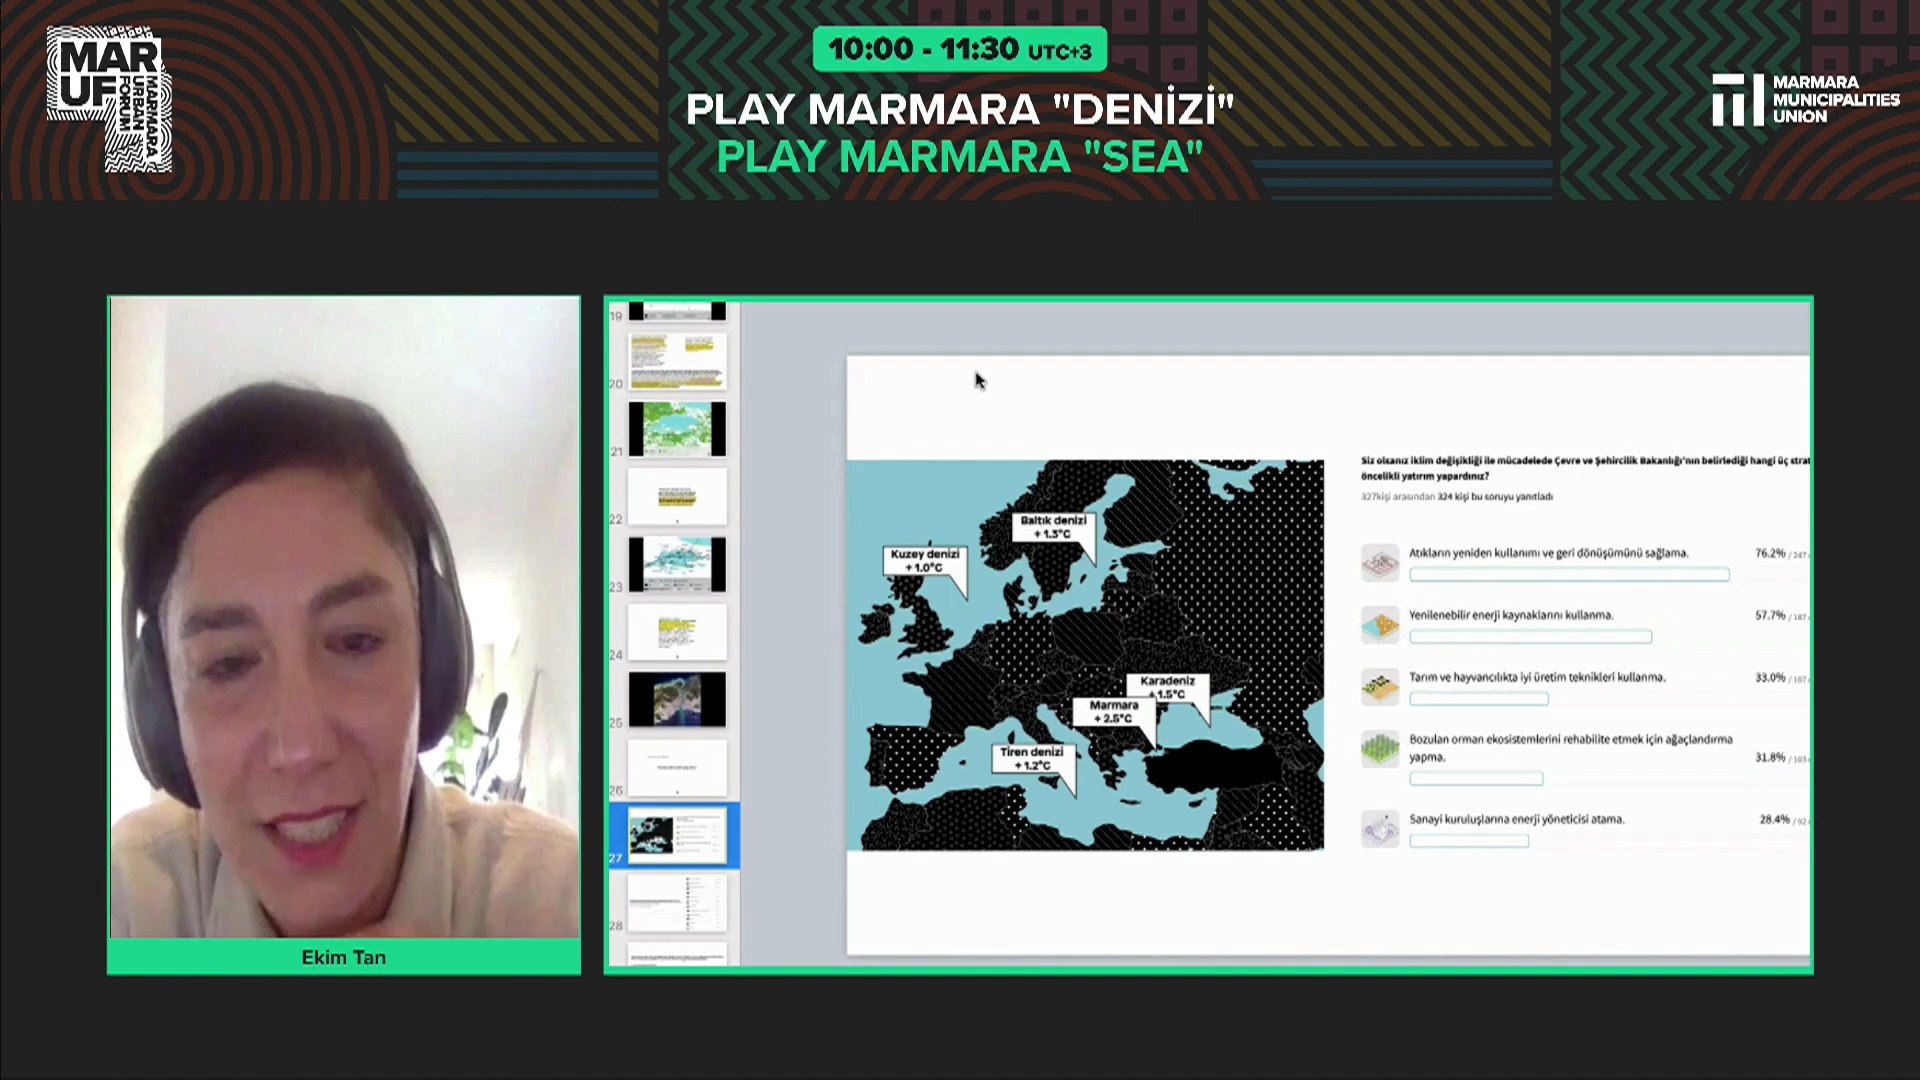 MAR
UF
MARMARA
URBAN
FORUM
10:00 - 11:30 UTC+3
PLAY MARMARA "DENİZİ"
PLAY MARMARA "SEA"
MARMARA
MUNICIPALITIES
UNION
Ekim Tan
19
20
21
22
23
24
25
26
27
28
Baltık denizi
+ 1.3°C
Kuzey denizi
+ 1.0°C
Karadeniz
+ 1.5°C
Marmara
+ 2.5°C
Tiren denizi
+ 1.2°C
Siz olsanız iklim değişikliği ile mücadelede Çevre ve Şehircilik Bakanlığı'nın belirlediği hangi üç strat
öncelikli yatırım yapardınız?
327kişi arasından 324 kişi bu soruyu yanıtladı
Atıkların yeniden kullanımı ve geri dönüşümünü sağlama. 76.2% / 247
Yenilenebilir enerji kaynaklarını kullanma. 57.7% / 187
Tarım ve hayvancılıkta iyi üretim teknikleri kullanma. 33.0% / 107
Bozulan orman ekosistemlerini rehabilite etmek için ağaçlandırma
yapma. 31.8% / 103
Sanayi kuruluşlarına enerji yöneticisi atama. 28.4% / 92